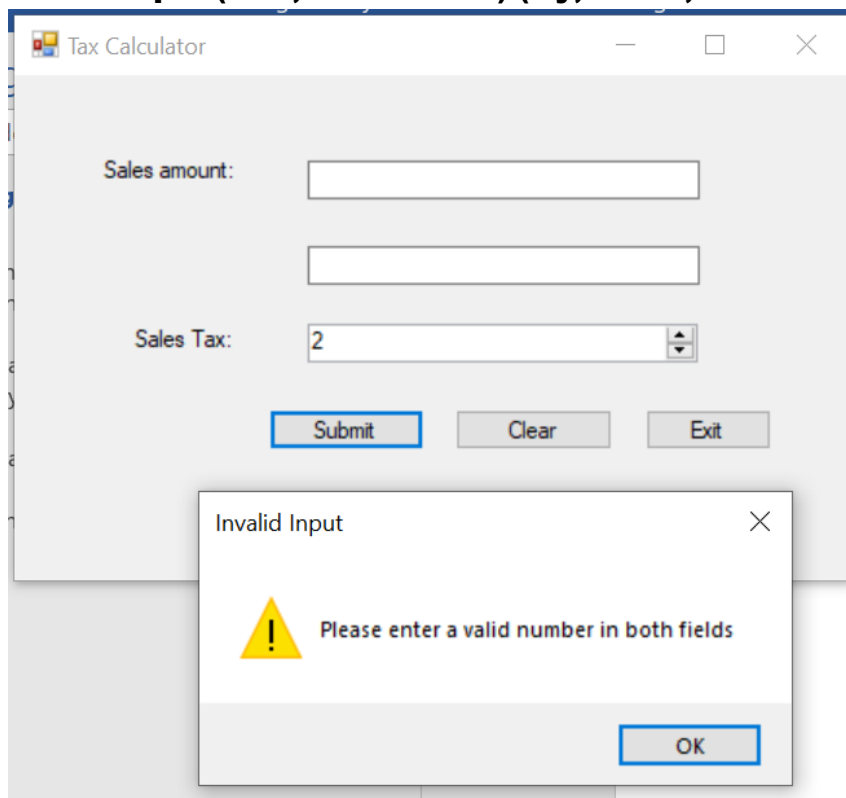 Tax Calculator
Sales amount:
Sales Tax:
2
Submit
Clear
Exit
Invalid Input
Please enter a valid number in both fields
OK